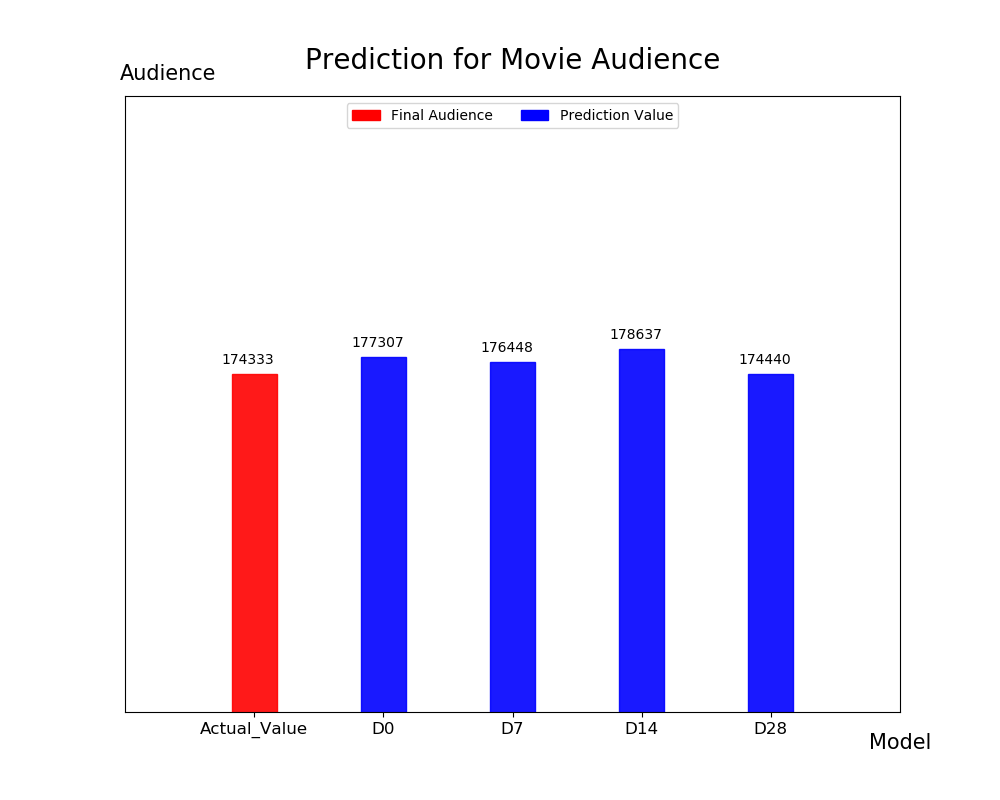 Prediction for Movie Audience
Audience
Final Audience Prediction Value
174333 177307 176448 178637 174440
Actual_Value D0 D7 D14 D28
Model